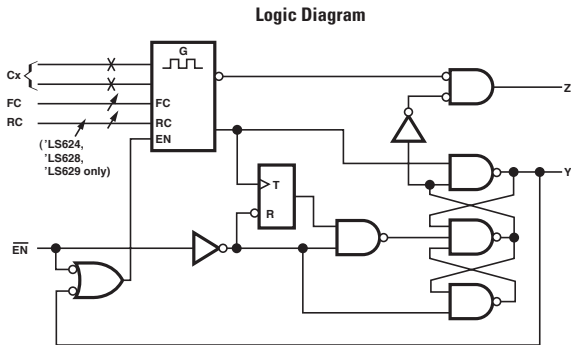 Logic Diagram
G
Cx
FC
FC
RC
RC
EN
('LS624,
'LS628,
'LS629 only)
Z
T
Y
R
EN